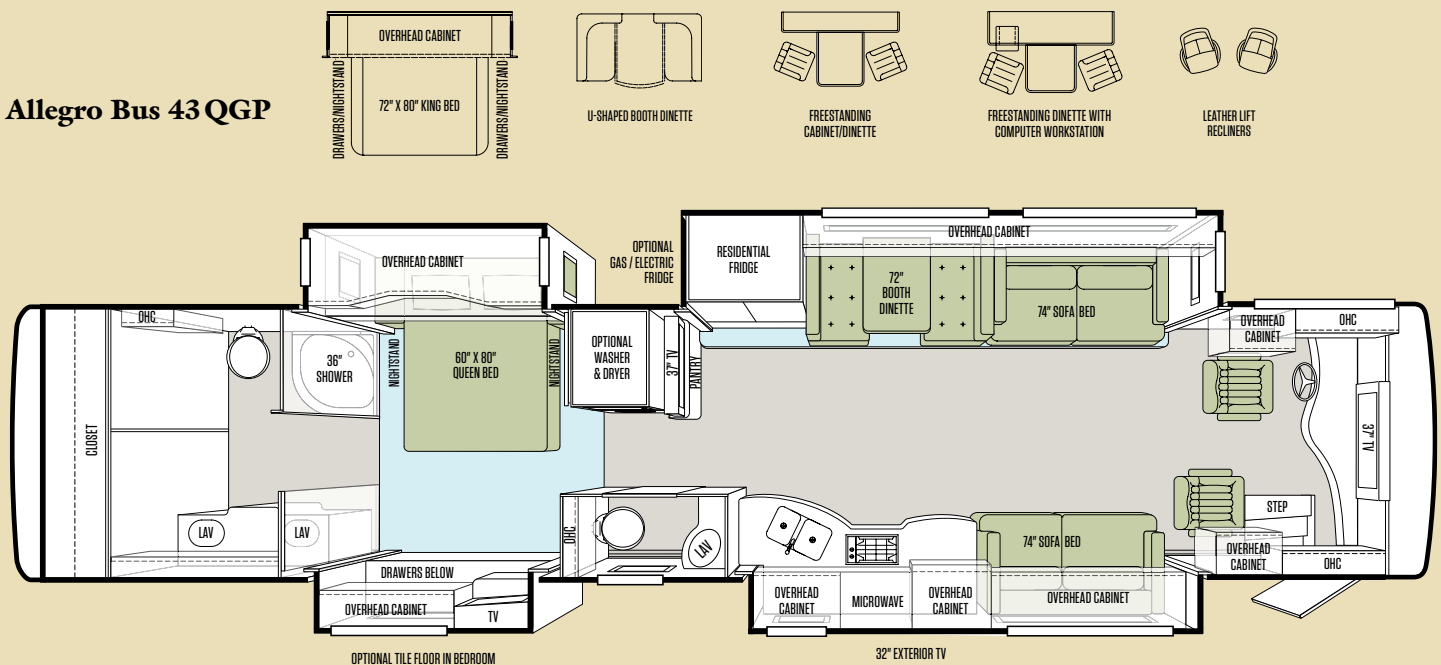 Allegro Bus 43 QGP
OVERHEAD CABINET
DRAWERS/NIGHTSTAND
72" X 80" KING BED
DRAWERS/NIGHTSTAND
U-SHAPED BOOTH DINETTE
FREESTANDING
CABINET/DINETTE
FREESTANDING DINETTE WITH
COMPUTER WORKSTATION
LEATHER LIFT
RECLINERS
OVERHEAD CABINET
OPTIONAL
GAS / ELECTRIC
FRIDGE
RESIDENTIAL
FRIDGE
OVERHEAD CABINET
72"
BOOTH
DINETTE
74" SOFA BED
OHC
36"
SHOWER
NIGHTSTAND
60" X 80"
QUEEN BED
NIGHTSTAND
OPTIONAL
WASHER
& DRYER
37" TV
PANTRY
OVERHEAD
CABINET
OHC
CLOSET
37" TV
LAV
LAV
OHC
LAV
74" SOFA BED
STEP
OVERHEAD
CABINET
OHC
DRAWERS BELOW
OVERHEAD CABINET
TV
OVERHEAD
CABINET
MICROWAVE
OVERHEAD
CABINET
OVERHEAD CABINET
OPTIONAL TILE FLOOR IN BEDROOM
32" EXTERIOR TV